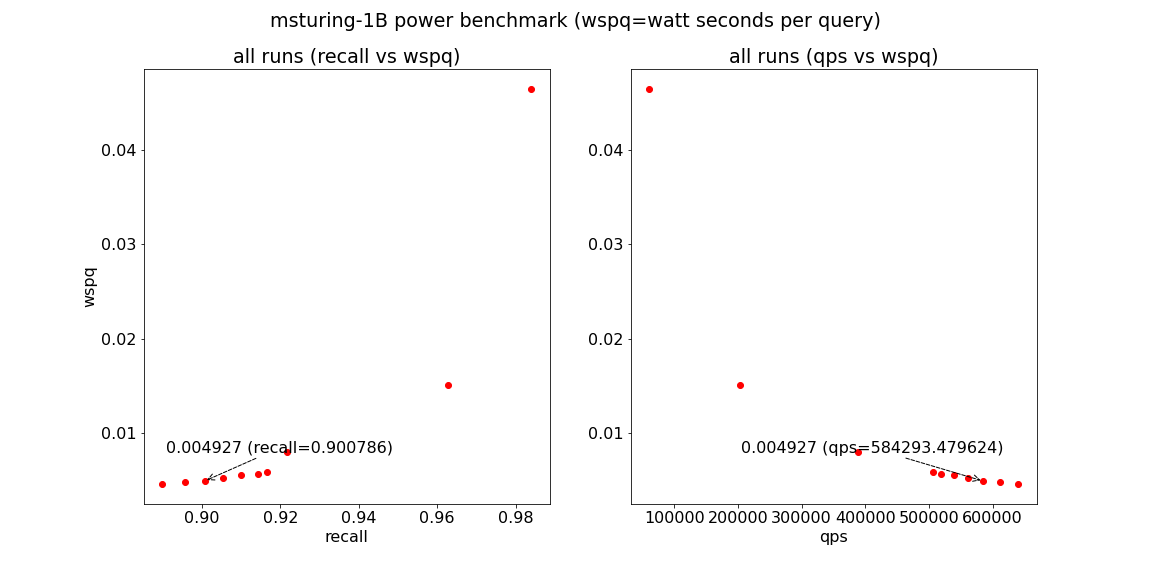 msturing-1B power benchmark (wspq=watt seconds per query)
all runs (recall vs wspq)
0.04
0.03
0.02
0.01
wspq
0.004927 (recall=0.900786)
0.90 0.92 0.94 0.96 0.98
recall
all runs (qps vs wspq)
0.04
0.03
0.02
0.01
0.004927 (qps=584293.479624)
100000 200000 300000 400000 500000 600000
qps